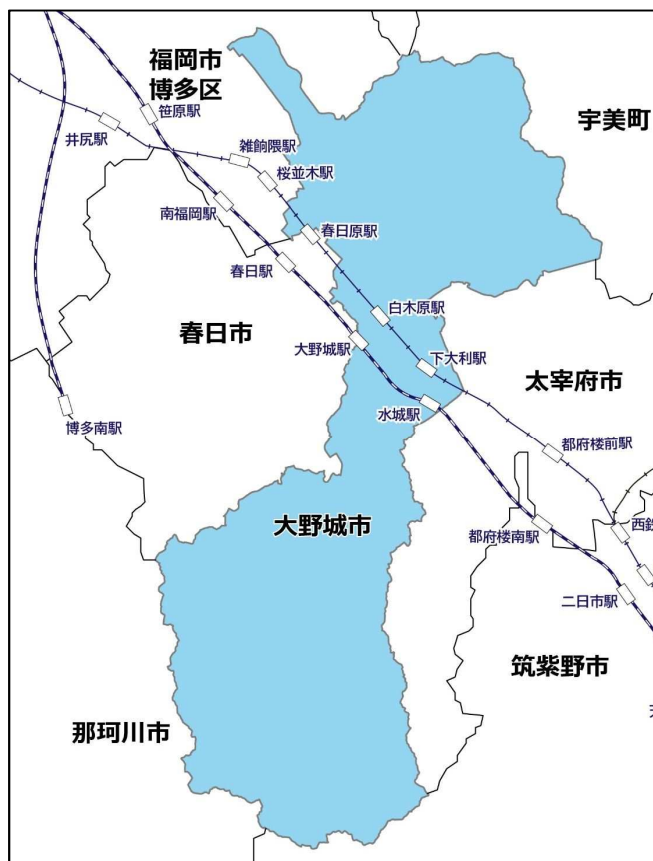 福岡市
博多区
宇美町
笹原駅
井尻駅
雑餉隈駅
桜並木駅
南福岡駅
春日原駅
春日駅
白木原駅
春日市
大野城駅
下大利駅
太宰府市
水城駅
博多南駅
都府楼前駅
大野城市
都府楼南駅
西鉄
二日市駅
筑紫野市
那珂川市